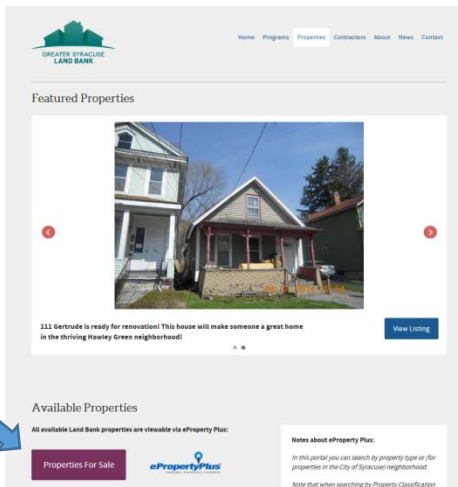 GREATER SYRACUSE
LAND BANK
Home Programs Properties Contractors About News Contact
Featured Properties
111 Gertrude is ready for renovation! This house will make someone a great home
in the thriving Hawley Green neighborhood!
View Listing
Available Properties
All available Land Bank properties are viewable via eProperty Plus:
Properties For Sale
ePropertyPlus
Notes about eProperty Plus:
In this portal you can search by property type or (for
properties in the City of Syracuse) neighborhood.
Note that when searching by Property Classification